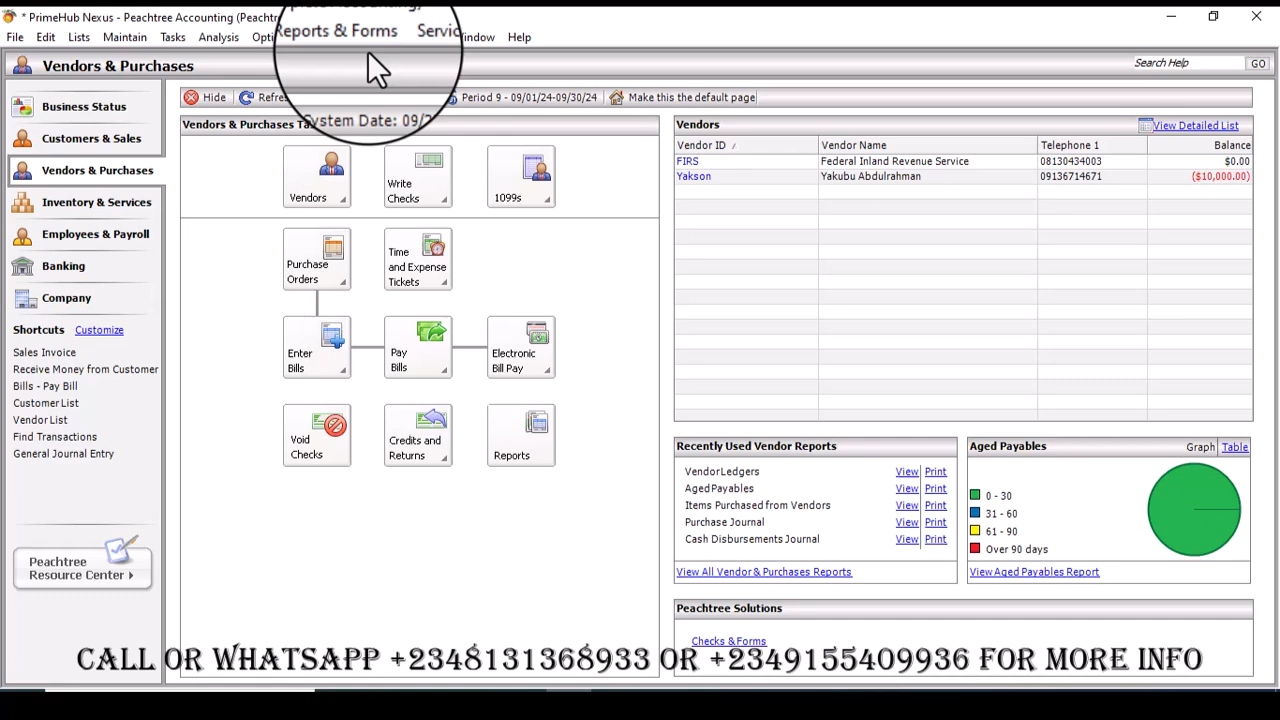 * PrimeHub Nexus - Peachtree Accounting (Peacht
File Edit Lists Maintain Tasks Analysis Opti Reports & Forms Servic indow Help
Vendors & Purchases
Search Help GO
Hide Refres
System Date: 09/2
Period 9 - 09/01/24-09/30/24 Make this the default page
Business Status
Customers & Sales
Vendors & Purchases
Inventory & Services
Employees & Payroll
Banking
Company
Shortcuts Customize
Sales Invoice
Receive Money from Customer
Bills - Pay Bill
Customer List
Vendor List
Find Transactions
General Journal Entry
Peachtree
Resource Center
Vendors & Purchases Ta
Vendors
Write
Checks
1099s
Purchase
Orders
Time
and Expense
Tickets
Enter
Bills
Pay
Bills
Electronic
Bill Pay
Void
Checks
Credits and
Returns
Reports
Vendors
View Detailed List
Vendor ID Vendor Name Telephone 1 Balance
FIRS Federal Inland Revenue Service 08130434003 $0.00
Yakson Yakubu Abdulrahman 09136714671 ($10,000.00)
Recently Used Vendor Reports
Vendor Ledgers View Print
Aged Payables View Print
Items Purchased from Vendors View Print
Purchase Journal View Print
Cash Disbursements Journal View Print
View All Vendor & Purchases Reports
Aged Payables Graph Table
0 - 30
31 - 60
61 - 90
Over 90 days
View Aged Payables Report
Peachtree Solutions
Checks & Forms
CALL OR WHATSAPP +2348131368933 OR +2349155409936 FOR MORE INFO